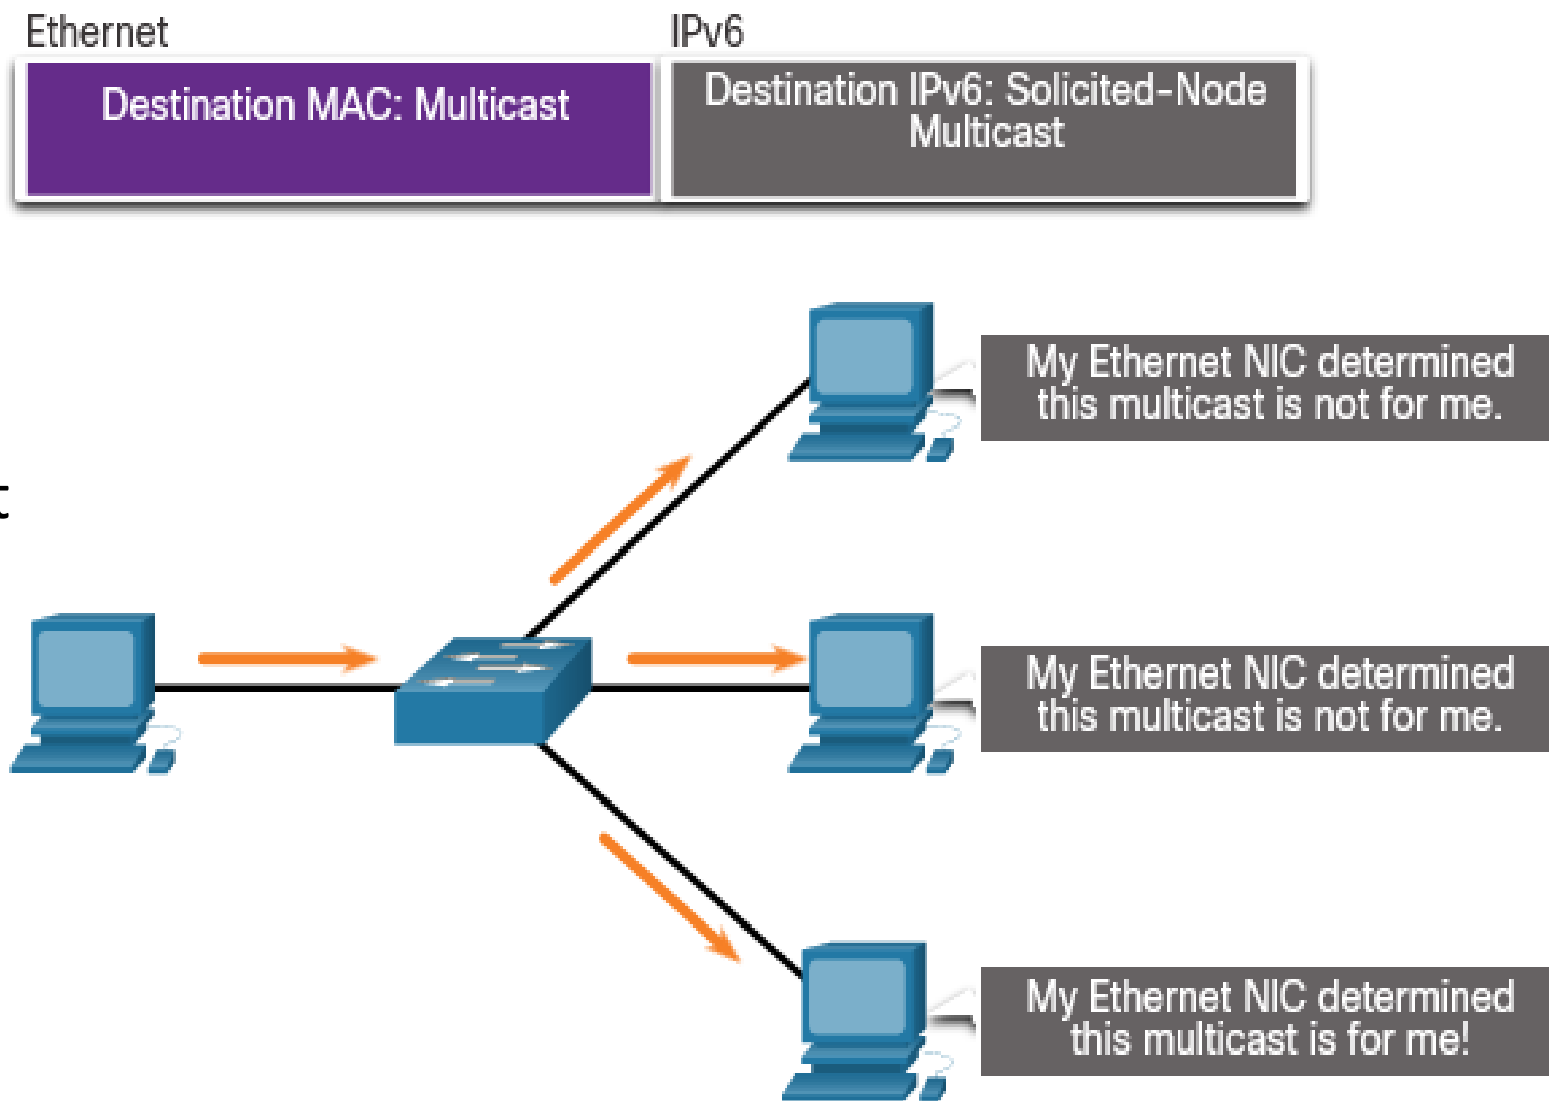 Ethernet
IPv6
Destination MAC: Multicast
Destination IPv6: Solicited-Node
Multicast
My Ethernet NIC determined
this multicast is not for me.
t
My Ethernet NIC determined
this multicast is not for me.
My Ethernet NIC determined
this multicast is for me!